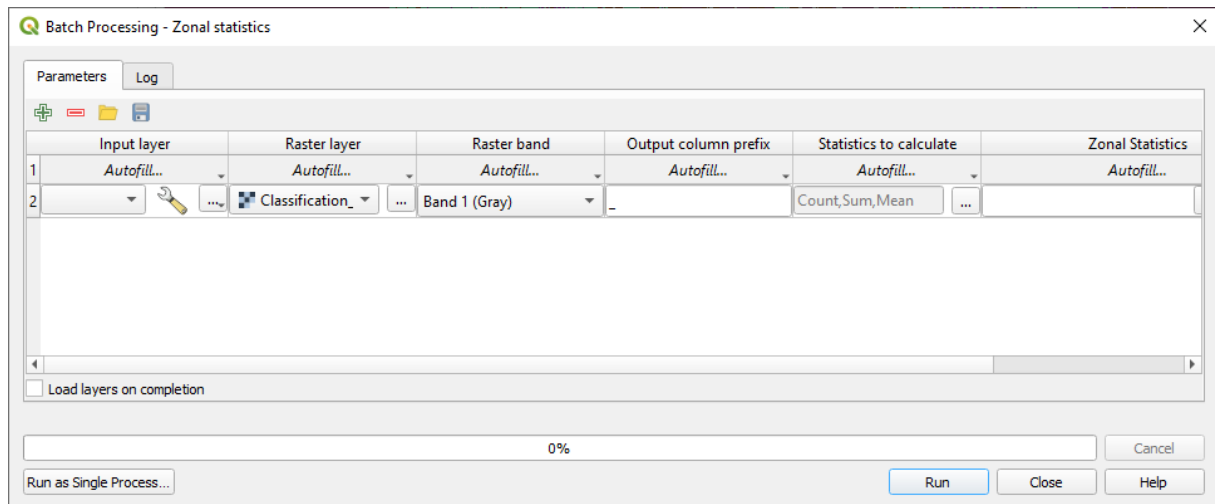 Batch Processing - Zonal statistics
Parameters Log
Input layer Raster layer Raster band Output column prefix Statistics to calculate Zonal Statistics
1 Autofill... Autofill... Autofill... Autofill... Autofill... Autofill...
2 ... Classification_ ... Band 1 (Gray) _ Count,Sum,Mean ...
Load layers on completion
0% Cancel
Run as Single Process... Run Close Help